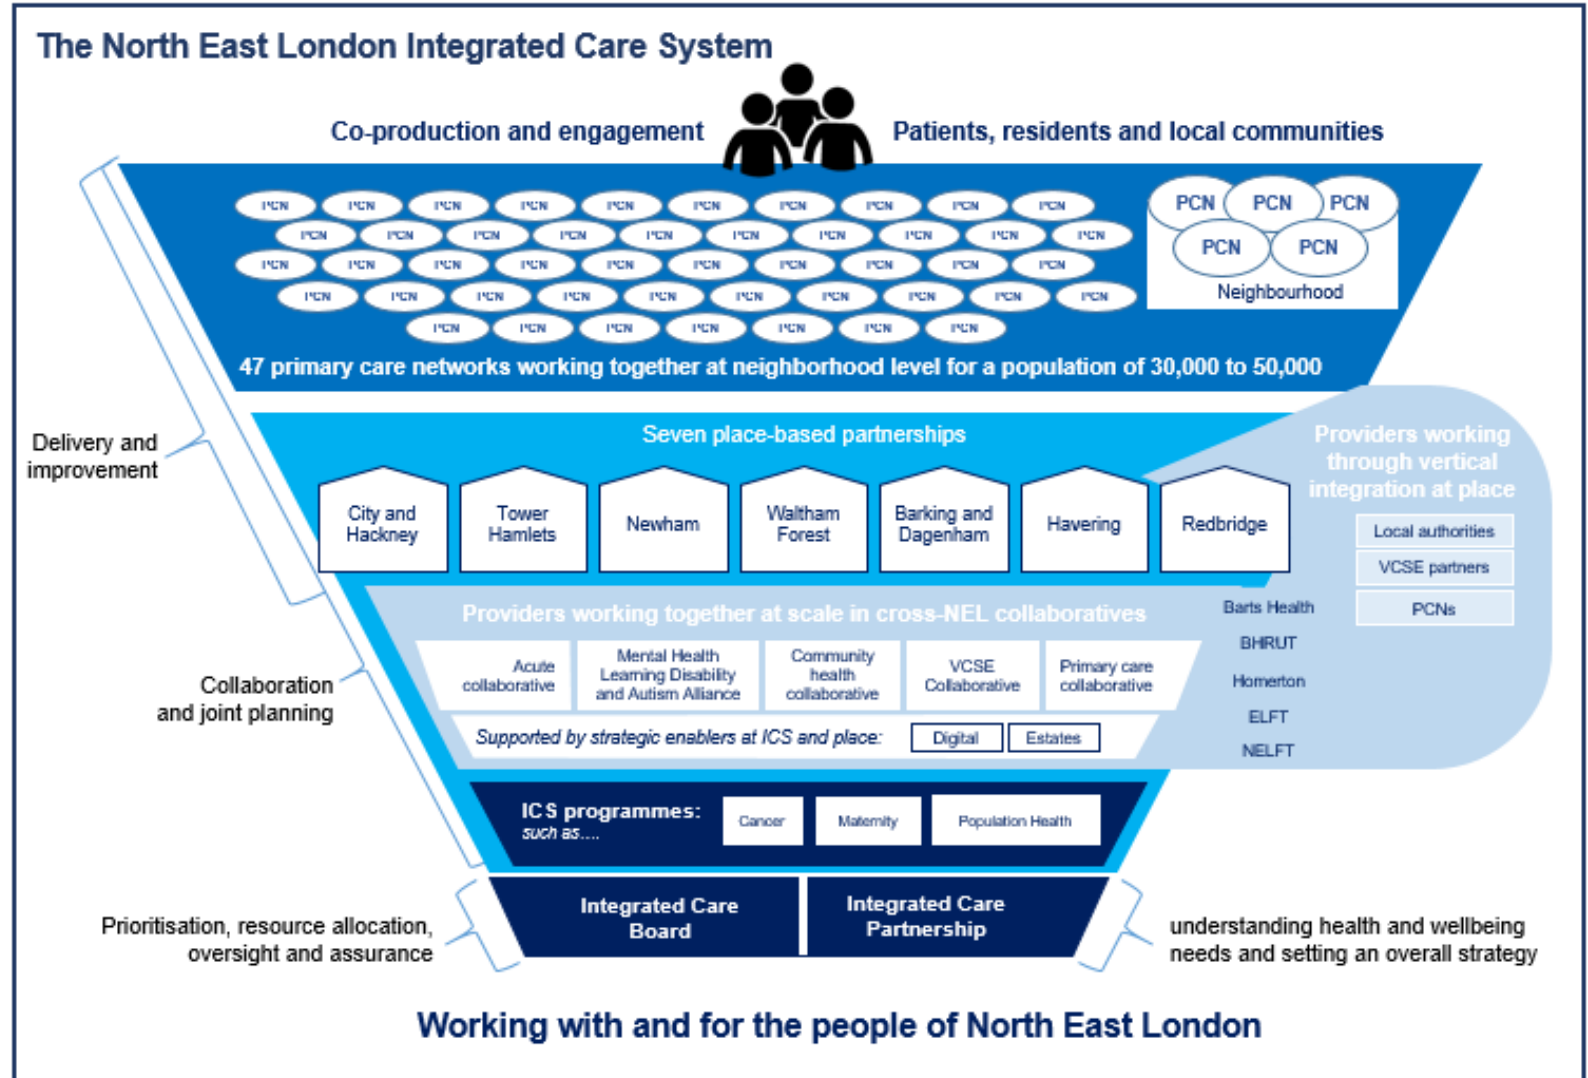 The North East London Integrated Care System
Co-production and engagement
Patients, residents and local communities
PCN PCN PCN PCN PCN PCN PCN PCN PCN PCN
PCN PCN PCN PCN PCN PCN PCN PCN PCN PCN
PCN PCN PCN PCN PCN PCN PCN PCN PCN PCN
PCN PCN PCN PCN PCN PCN PCN PCN PCN PCN
PCN PCN PCN PCN PCN PCN PCN
PCN PCN PCN
PCN PCN
Neighbourhood
47 primary care networks working together at neighborhood level for a population of 30,000 to 50,000
Delivery and
improvement
Seven place-based partnerships
City and
Hackney
Tower
Hamlets
Newham
Waltham
Forest
Barking and
Dagenham
Havering
Redbridge
Providers working
through vertical
integration at place
Local authorities
VCSE partners
PCNs
Barts Health
BHRUT
Homerton
ELFT
NELFT
Collaboration
and joint planning
Providers working together at scale in cross-NEL collaboratives
Acute
collaborative
Mental Health
Learning Disability
and Autism Alliance
Community
health
collaborative
VCSE
Collaborative
Primary care
collaborative
Supported by strategic enablers at ICS and place:
Digital
Estates
ICS programmes:
such as....
Cancer
Maternity
Population Health
Prioritisation, resource allocation,
oversight and assurance
Integrated Care
Board
Integrated Care
Partnership
understanding health and wellbeing
needs and setting an overall strategy
Working with and for the people of North East London